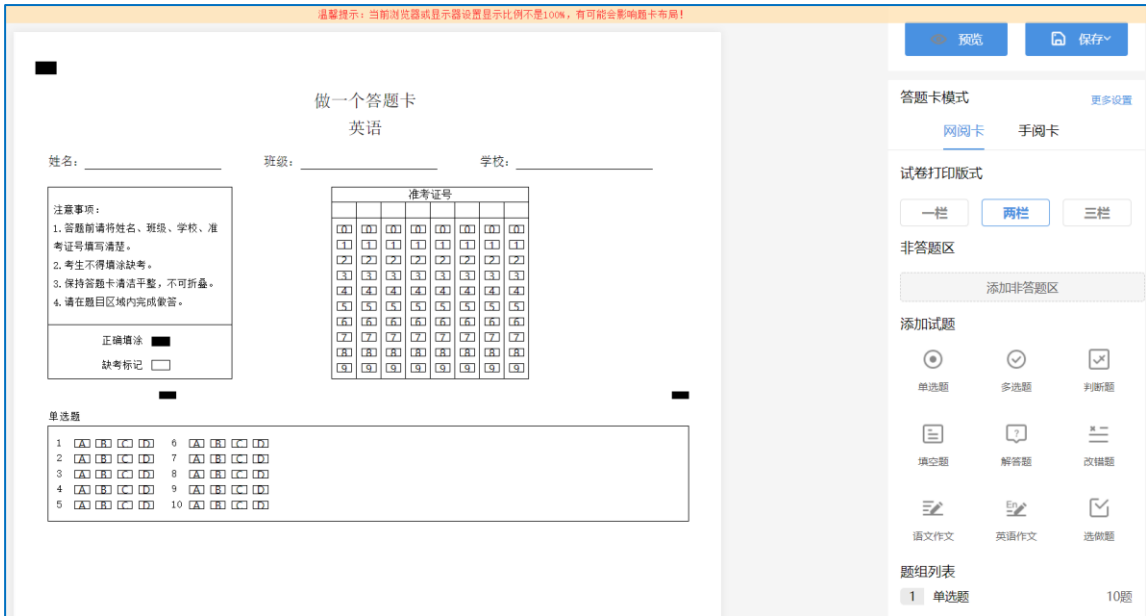 温馨提示：当前浏览器或显示器设置显示比例不是100%，有可能会影响题卡布局！
预览 保存
做一个答题卡
英语
姓名： 班级： 学校：
注意事项：
1.答题前请将姓名、班级、学校、准
考证号填写清楚。
2.考生不得填涂缺考。
3.保持答题卡清洁平整，不可折叠。
4.请在题目区域内完成做答。
正确填涂
缺考标记
准考证号
0 0 0 0 0 0 0 0
1 1 1 1 1 1 1 1
2 2 2 2 2 2 2 2
3 3 3 3 3 3 3 3
4 4 4 4 4 4 4 4
5 5 5 5 5 5 5 5
6 6 6 6 6 6 6 6
7 7 7 7 7 7 7 7
8 8 8 8 8 8 8 8
9 9 9 9 9 9 9 9
单选题
1 A B C D 6 A B C D
2 A B C D 7 A B C D
3 A B C D 8 A B C D
4 A B C D 9 A B C D
5 A B C D 10 A B C D
答题卡模式 更多设置
网阅卡 手阅卡
试卷打印版式
一栏 两栏 三栏
非答题区
添加非答题区
添加试题
单选题 多选题 判断题
填空题 解答题 改错题
En
语文作文 英语作文 选做题
题组列表
1 单选题 10题